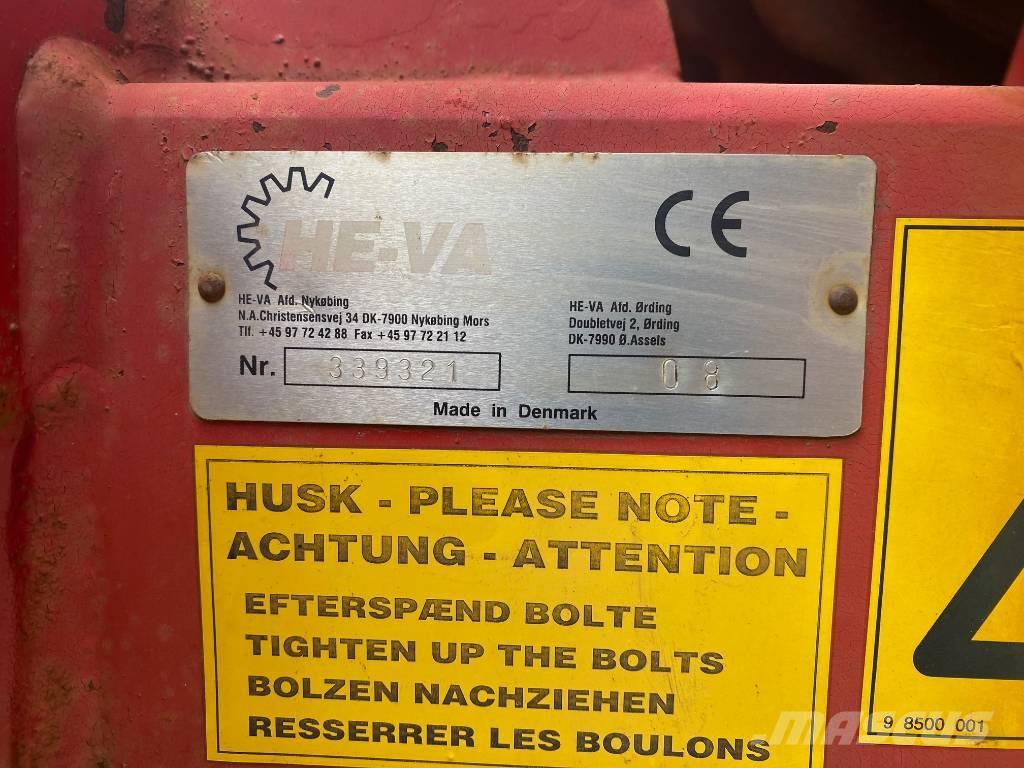 HE-VA
CE
HE-VA Afd. Nykøbing
N.A.Christensensvej 34 DK-7900 Nykøbing Mors
Tlf. +45 97 72 42 88 Fax +45 97 72 21 12
HE-VA Afd. Ørding
Doubletvej 2, Ørding
DK-7990 Ø.Assels
Nr. 339321
08
Made in Denmark
HUSK - PLEASE NOTE -
ACHTUNG - ATTENTION
EFTERSPÆND BOLTE
TIGHTEN UP THE BOLTS
BOLZEN NACHZIEHEN
RESSERRER LES BOULONS
9 8500 001
MASCUS